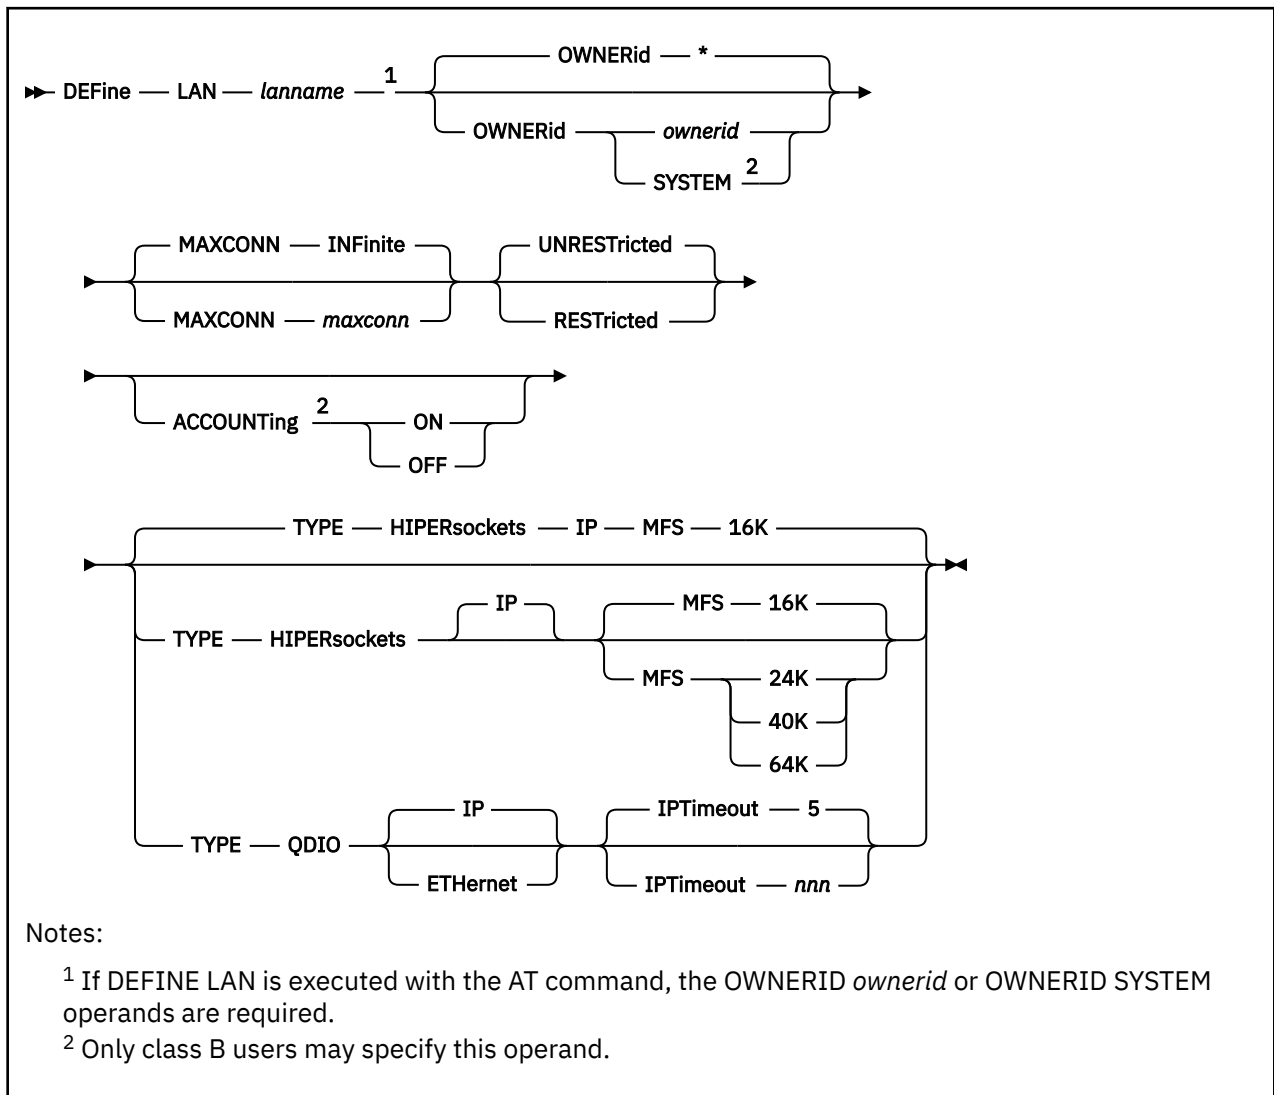 OWNERid *
DEFine LAN lanname 1
OWNERid ownerid
SYSTEM 2
MAXCONN INFinite UNRESTricted
MAXCONN maxconn RESTricted
ACCOUNTing 2 ON
OFF
TYPE HIPERsockets IP MFS 16K
IP MFS 16K
TYPE HIPERsockets
MFS 24K
40K
64K
IP IPTimeout 5
TYPE QDIO
ETHernet IPTimeout nnn
Notes:
1 If DEFINE LAN is executed with the AT command, the OWNERID ownerid or OWNERID SYSTEM
operands are required.
2 Only class B users may specify this operand.